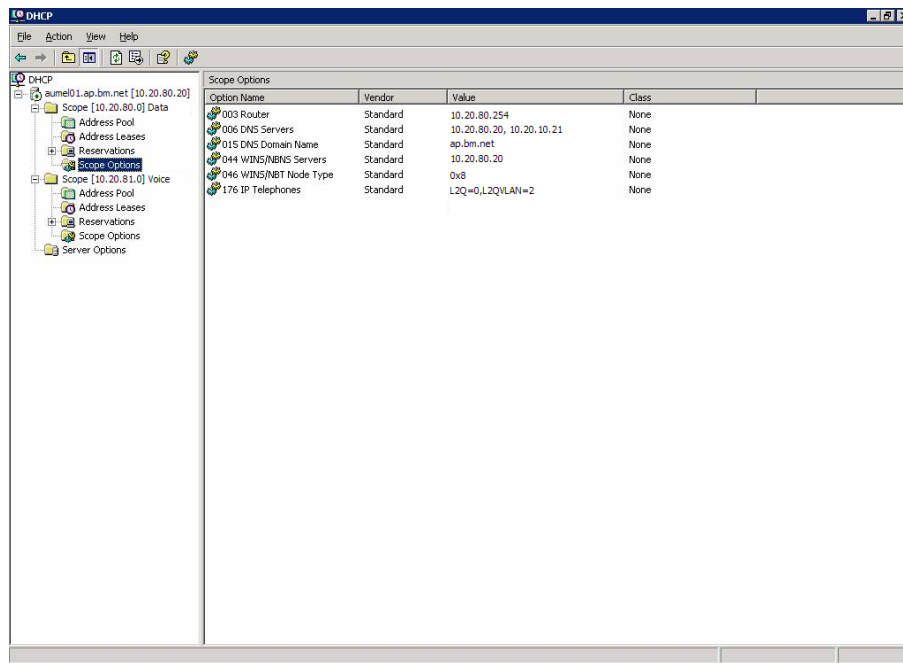 DHCP
File Action View Help
DHCP
aumel01.ap.bm.net [10.20.80.20]
Scope [10.20.80.0] Data
Address Pool
Address Leases
Reservations
Scope Options
Scope [10.20.81.0] Voice
Address Pool
Address Leases
Reservations
Scope Options
Server Options
Scope Options
Option Name Vendor Value Class
003 Router Standard 10.20.80.254 None
006 DNS Servers Standard 10.20.80.20, 10.20.10.21 None
015 DNS Domain Name Standard ap.bm.net None
044 WINS/NBNS Servers Standard 10.20.80.20 None
046 WINS/NBT Node Type Standard 0x8 None
176 IP Telephones Standard L2Q=0,L2QVLAN=2 None